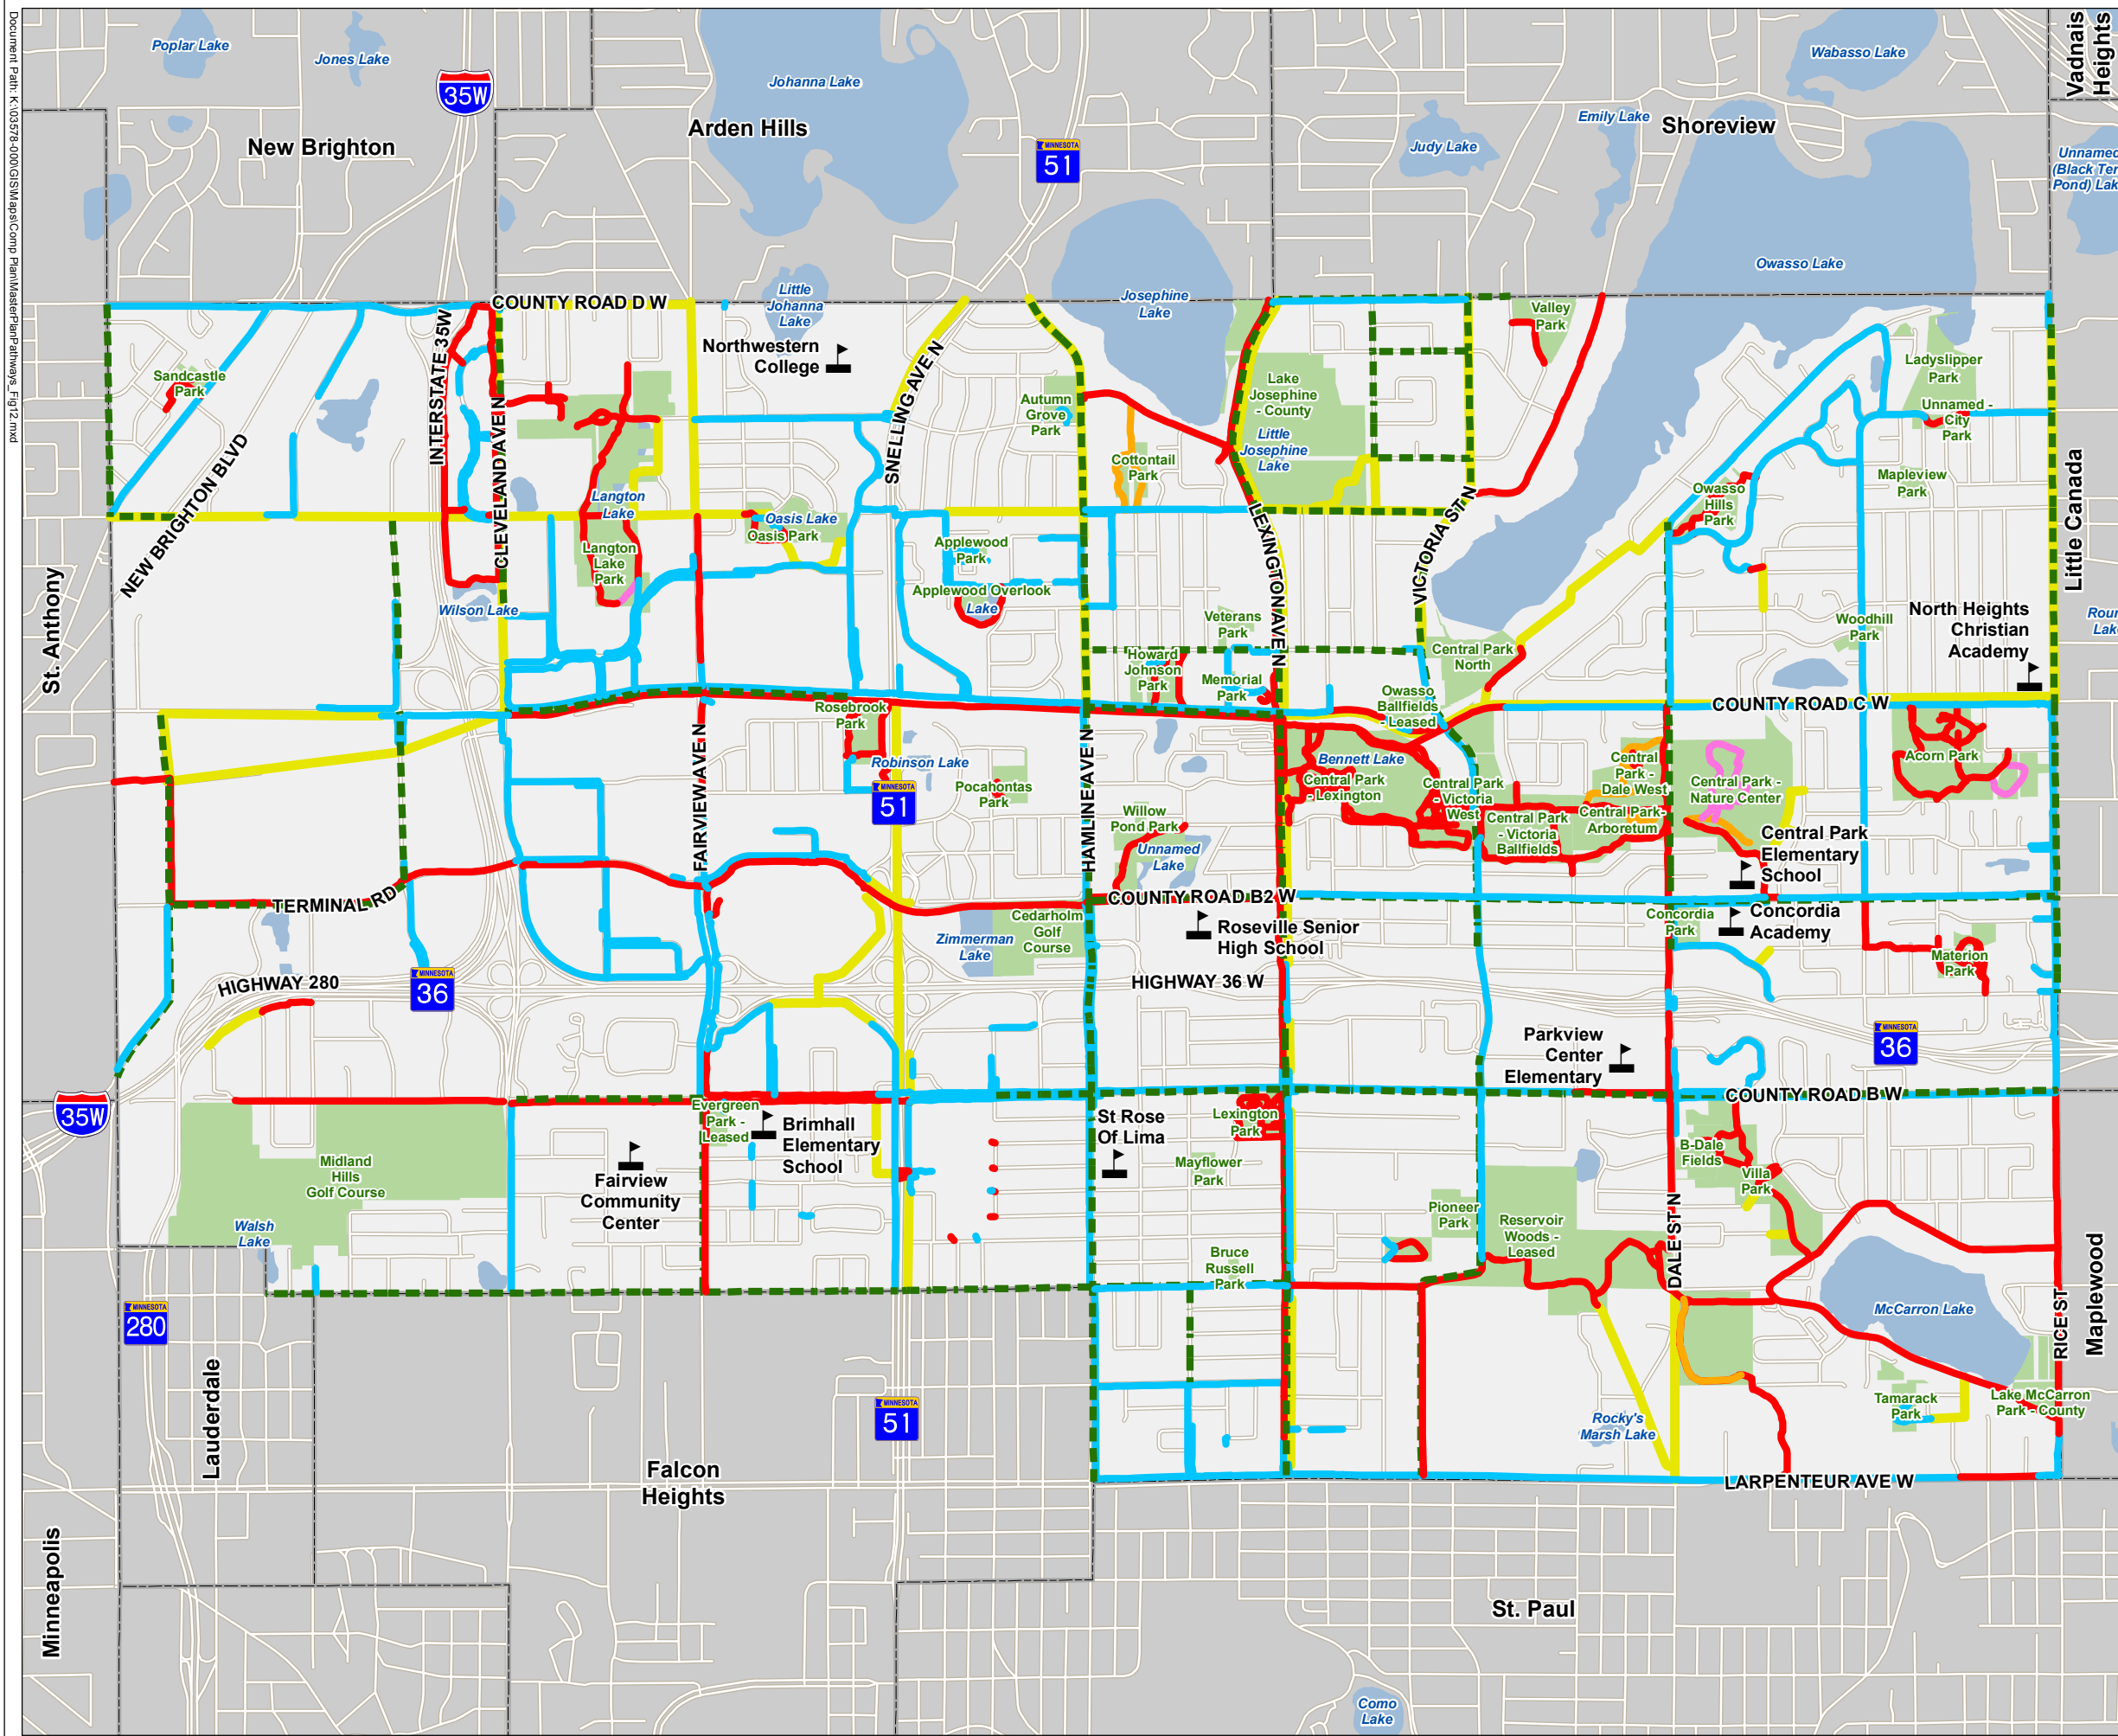 Document Path: K:\03578-000\GIS\Maps\Comp Plan\MasterPlanPathways_Fig12.mxd
Poplar Lake
Jones Lake
35W
New Brighton
Johanna Lake
Arden Hills
MINNESOTA
51
Judy Lake
Emily Lake
Wabasso Lake
Shoreview
Vadnais
Heights
Owasso Lake
Little
Johanna
Lake
Josephine
Lake
COUNTY ROAD D W
INTERSTATE 35W
CLEVELAND AVE N
Northwestern
College
SNELLING AVE N
Sandcastle
Park
NEW BRIGHTON BLVD
Autumn
Grove
Park
Cottontail
Park
Lake
Josephine
- County
Little
Josephine
Lake
Valley
Park
Ladyslipper
Park
Unnamed -
City
Park
Mapleview
Park
Owasso
Hills
Park
Little Canada
Langton
Lake
Langton
Lake
Park
Oasis Lake
Oasis Park
Applewood
Park
Applewood Overlook
Lake
LEXINGTON AVE N
VICTORIA ST N
St. Anthony
Wilson Lake
Veterans
Park
Howard
Johnson
Park
Memorial
Park
Central Park
North
Woodhill
Park
North Heights
Christian
Academy
Owasso
Ballfields
- Leased
COUNTY ROAD C W
Rosebrook
Park
Robinson Lake
MINNESOTA
51
Pocahontas
Park
FAIRVIEW AVE N
HAMLINE AVE N
Willow
Pond Park
Unnamed
Lake
Bennett Lake
Central Park
- Lexington
Central Park
- Victoria
West
Central Park
- Victoria
Ballfields
Central
Park -
Dale West
Central Park-
Arboretum
Central Park -
Nature Center
Acorn Park
Central Park
Elementary
School
TERMINAL RD
COUNTY ROAD B2 W
Cedarholm
Golf
Course
Zimmerman
Lake
Roseville Senior
High School
Concordia
Park
Concordia
Academy
Materion
Park
HIGHWAY 280
MINNESOTA
36
HIGHWAY 36 W
Parkview
Center
Elementary
MINNESOTA
36
35W
COUNTY ROAD B W
Evergreen
Park -
Leased
Brimhall
Elementary
School
Fairview
Community
Center
St Rose
Of Lima
Lexington
Park
Mayflower
Park
B-Dale
Fields
Villa
Park
Midland
Hills
Golf Course
Walsh
Lake
Pioneer
Park
Reservoir
Woods -
Leased
DALE ST N
Bruce
Russell
Park
MINNESOTA
280
McCarron Lake
RICE ST
Maplewood
Lauderdale
MINNESOTA
51
Rocky's
Marsh Lake
Tamarack
Park
Lake McCarron
Park - County
LARPENTEUR AVE W
Falcon
Heights
Minneapolis
St. Paul
Como
Lake